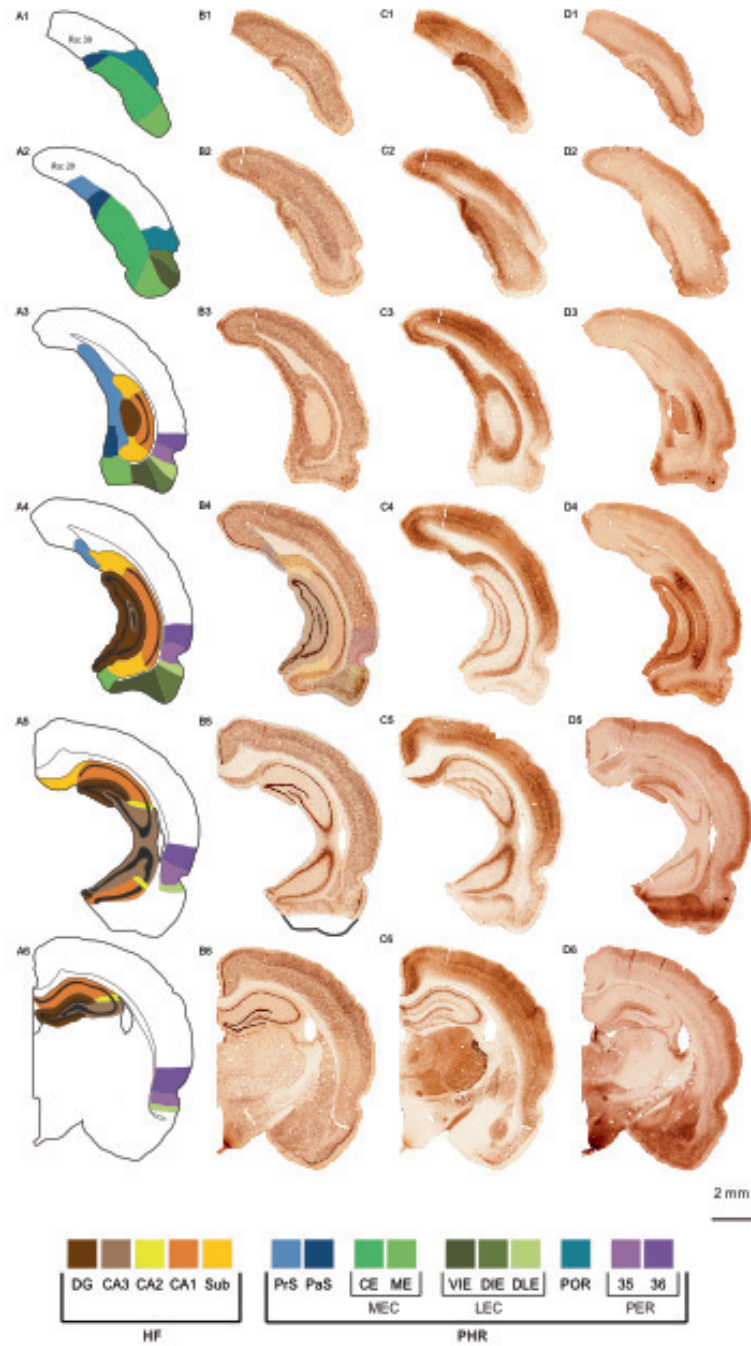 A1 B1 C1 D1
Rsc 30
A2 B2 C2 D2
Rsc 29
A3 B3 C3 D3
A4 B4 C4 D4
A5 B5 C5 D5
A6 B6 C6 D6
2 mm
DG CA3 CA2 CA1 Sub PrS PaS CE ME VIE DIE DLE POR 35 36
MEC LEC PER
HF PHR